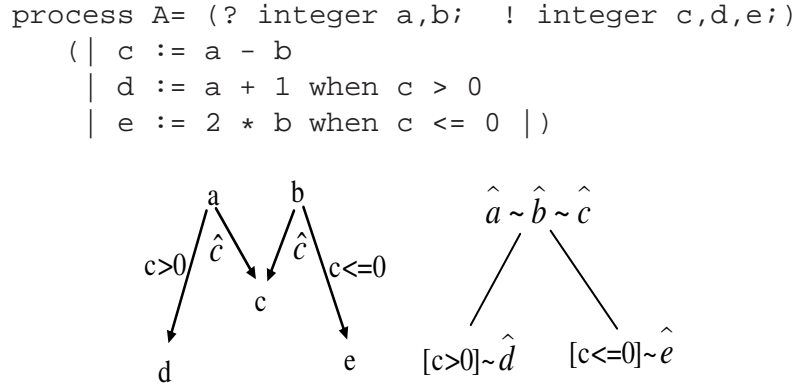 process A= (? integer a,b; ! integer c,d,e;)
(| c := a - b
| d := a + 1 when c > 0
| e := 2 * b when c <= 0 |)
a b
c>0 ĉ ĉ c<=0
c
d e
â ~ b̂ ~ ĉ
[c>0]~d̂ [c<=0]~ê